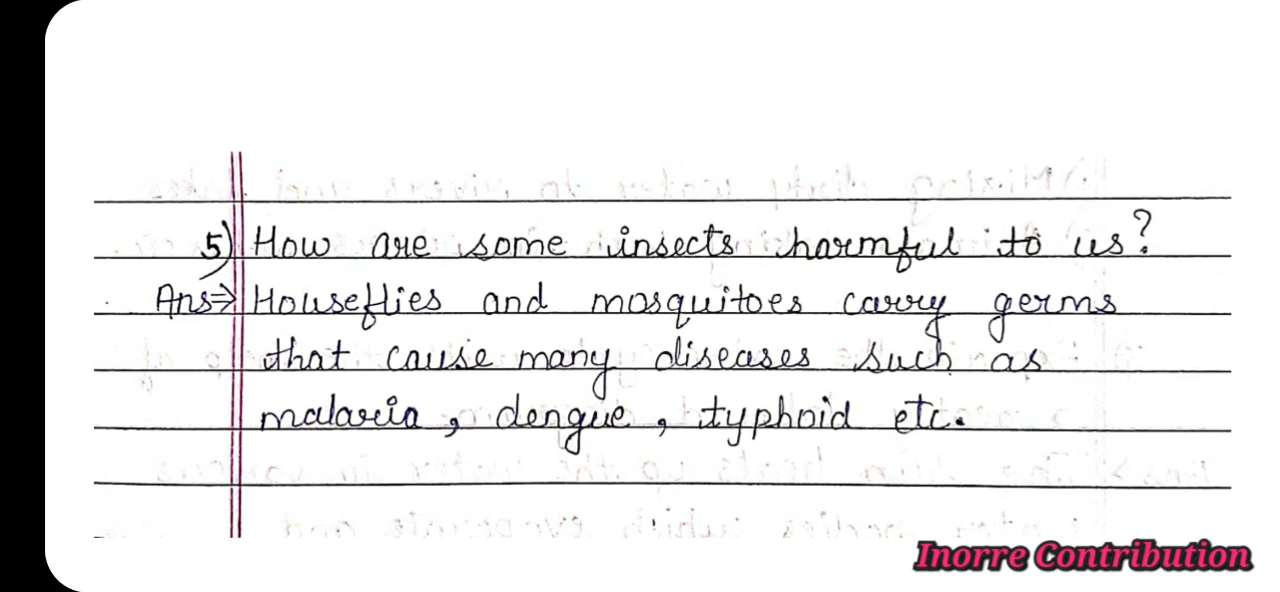 5) How are some insects harmful to us?
Ans⇒ Houseflies and mosquitoes carry germs
that cause many diseases such as
malaria, dengue, typhoid etc.
Inorre Contribution